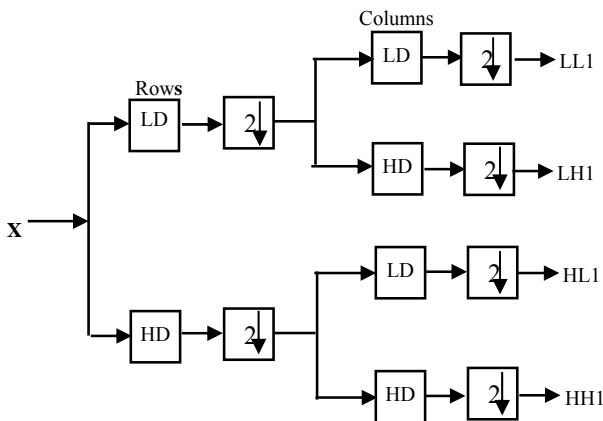 Columns
LD 2 LL1
Rows
LD 2
HD 2 LH1
X
LD 2 HL1
HD 2
HD 2 HH1